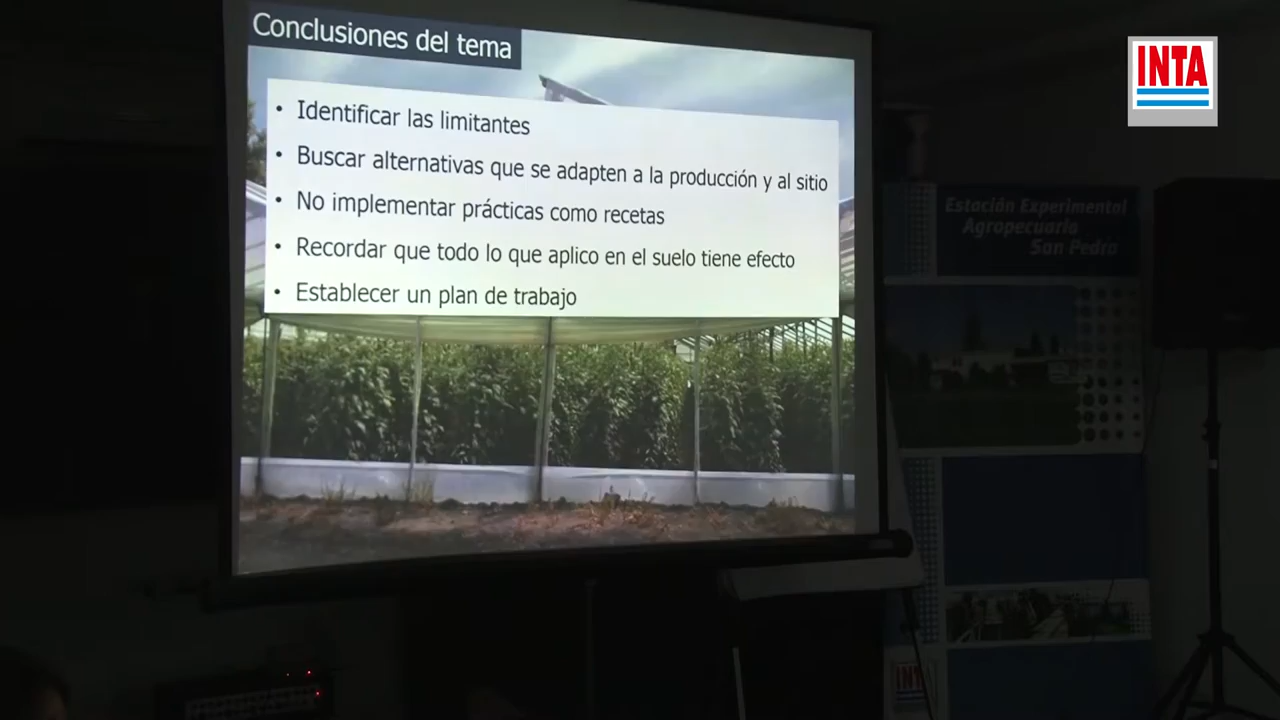 Conclusiones del tema
• Identificar las limitantes
• Buscar alternativas que se adapten a la producción y al sitio
• No implementar prácticas como recetas
• Recordar que todo lo que aplico en el suelo tiene efecto
• Establecer un plan de trabajo
INTA
Estación Experimental
Agropecuaria
San Pedro
INTA